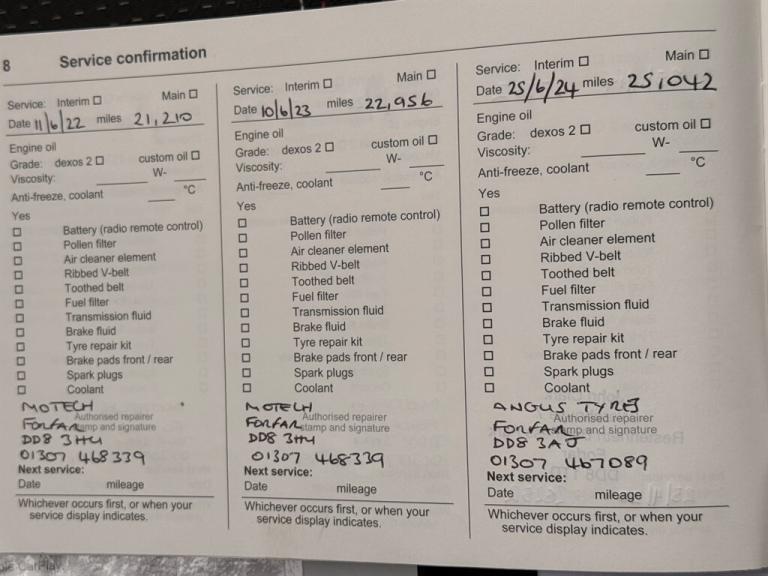 8 Service confirmation
Service: Interim ☐ Main ☐
Date 11/6/22 miles 21,210
Engine oil
Grade: dexos 2 ☐ custom oil ☐
Viscosity: W-
Anti-freeze, coolant °C
Yes
☐ Battery (radio remote control)
☐ Pollen filter
☐ Air cleaner element
☐ Ribbed V-belt
☐ Toothed belt
☐ Fuel filter
☐ Transmission fluid
☐ Brake fluid
☐ Tyre repair kit
☐ Brake pads front / rear
☐ Spark plugs
☐ Coolant
MOTECH
Authorised repairer
FORFAR stamp and signature
DD8 3HU
01307 468339
Next service:
Date mileage
Whichever occurs first, or when your
service display indicates.
Service: Interim ☐ Main ☐
Date 10/6/23 miles 22,956
Engine oil
Grade: dexos 2 ☐ custom oil ☐
Viscosity: W-
Anti-freeze, coolant °C
Yes
☐ Battery (radio remote control)
☐ Pollen filter
☐ Air cleaner element
☐ Ribbed V-belt
☐ Toothed belt
☐ Fuel filter
☐ Transmission fluid
☐ Brake fluid
☐ Tyre repair kit
☐ Brake pads front / rear
☐ Spark plugs
☐ Coolant
MOTECH
Authorised repairer
FORFAR stamp and signature
DD8 3HU
01307 468339
Next service:
Date mileage
Whichever occurs first, or when your
service display indicates.
Service: Interim ☐ Main ☐
Date 25/6/24 miles 25,042
Engine oil
Grade: dexos 2 ☐ custom oil ☐
Viscosity: W-
Anti-freeze, coolant °C
Yes
☐ Battery (radio remote control)
☐ Pollen filter
☐ Air cleaner element
☐ Ribbed V-belt
☐ Toothed belt
☐ Fuel filter
☐ Transmission fluid
☐ Brake fluid
☐ Tyre repair kit
☐ Brake pads front / rear
☐ Spark plugs
☐ Coolant
ANGUS TYRES
Authorised repairer
FORFAR stamp and signature
DD8 3AJ
01307 467089
Next service:
Date mileage
Whichever occurs first, or when your
service display indicates.
CarPlay